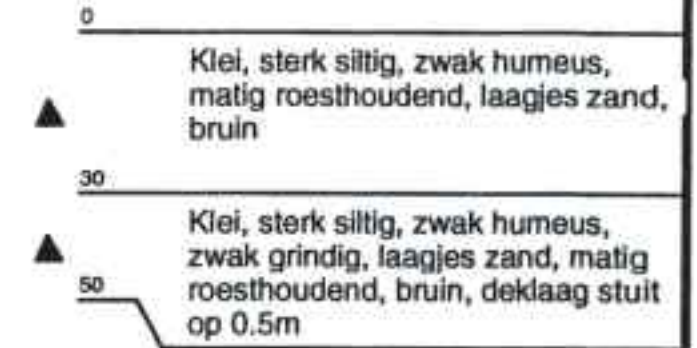 0
Klei, sterk siltig, zwak humeus,
matig roesthoudend, laagjes zand,
bruin
30
Klei, sterk siltig, zwak humeus,
zwak grindig, laagjes zand, matig
50
roesthoudend, bruin, deklaag stuit
op 0.5m